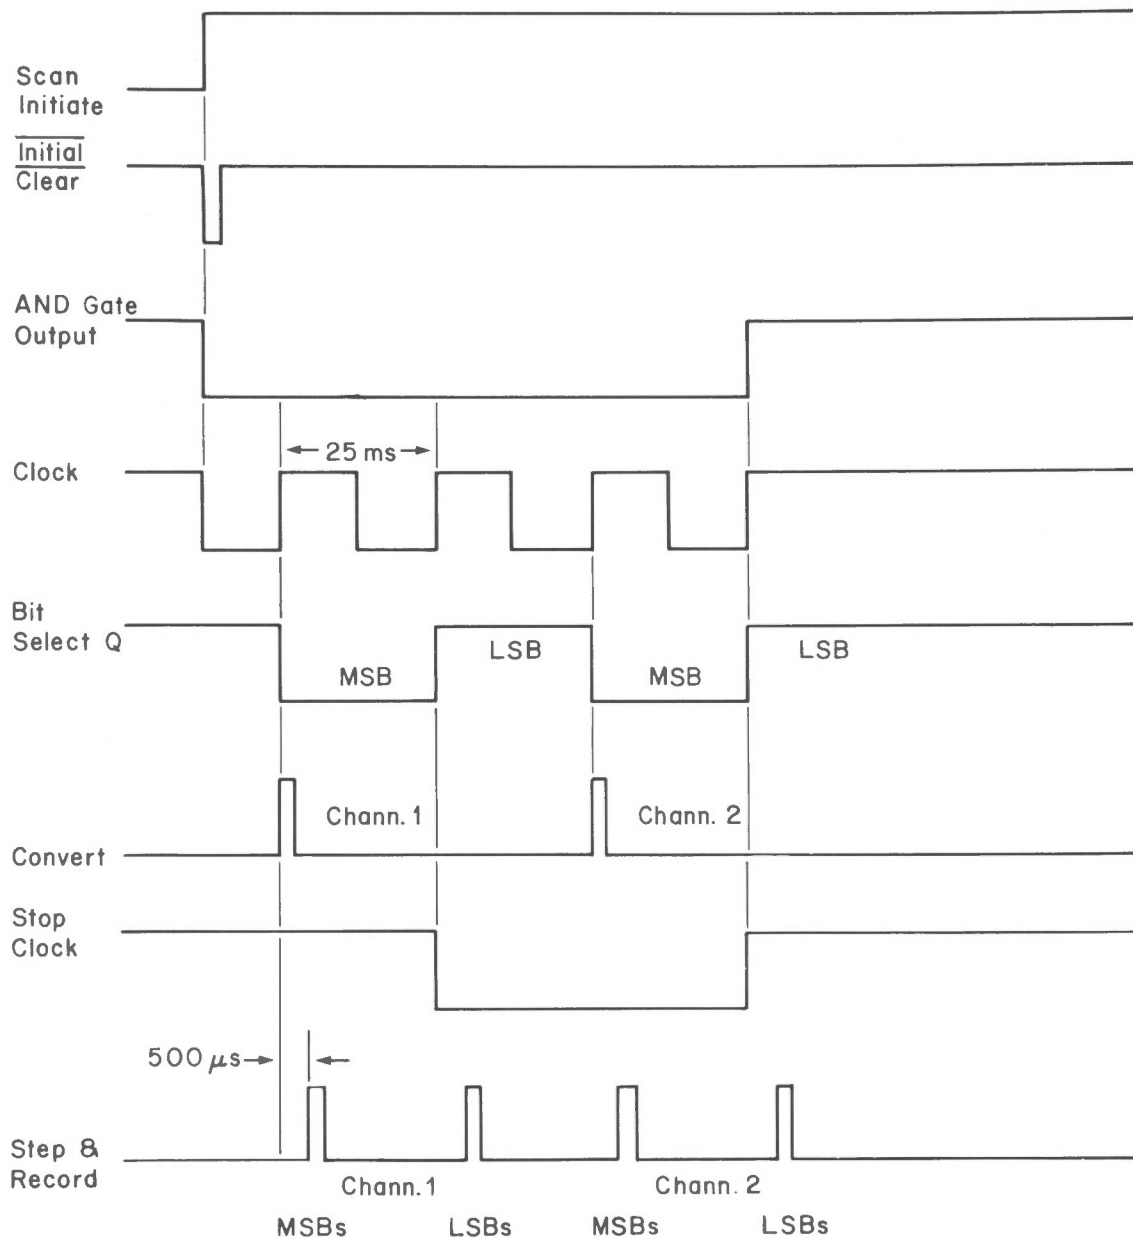 Scan
Initiate
Initial
Clear
AND Gate
Output
25 ms
Clock
Bit
Select Q
MSB
LSB
MSB
LSB
Chann. 1
Chann. 2
Convert
Stop
Clock
500 μs
Step &
Record
Chann. 1
Chann. 2
MSBs
LSBs
MSBs
LSBs